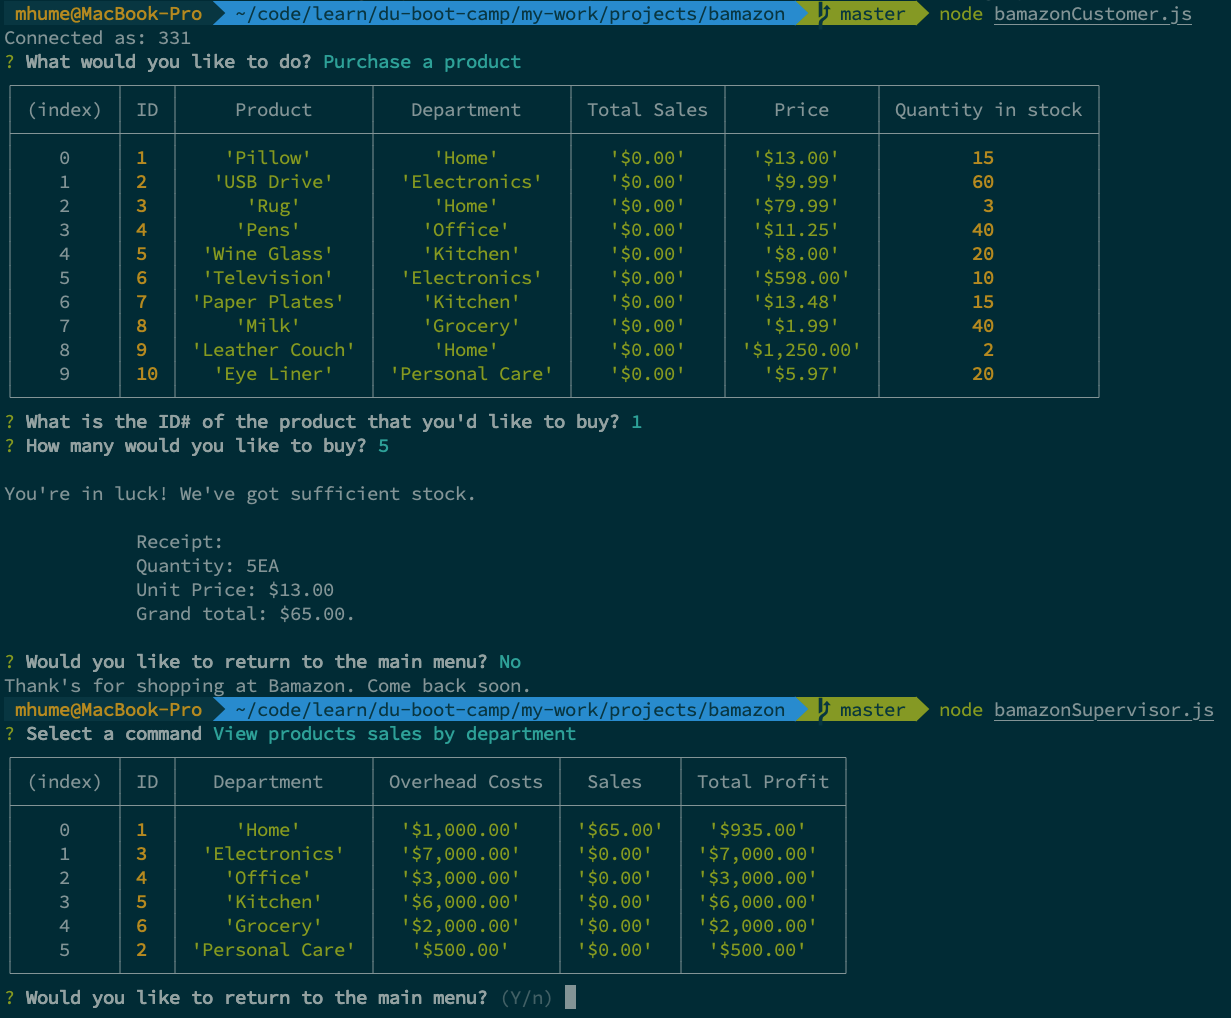 mhume@MacBook-Pro ~/code/learn/du-boot-camp/my-work/projects/bamazon master node bamazonCustomer.js
Connected as: 331
? What would you like to do? Purchase a product
(index) ID Product Department Total Sales Price Quantity in stock
0 1 'Pillow' 'Home' '$0.00' '$13.00' 15
1 2 'USB Drive' 'Electronics' '$0.00' '$9.99' 60
2 3 'Rug' 'Home' '$0.00' '$79.99' 3
3 4 'Pens' 'Office' '$0.00' '$11.25' 40
4 5 'Wine Glass' 'Kitchen' '$0.00' '$8.00' 20
5 6 'Television' 'Electronics' '$0.00' '$598.00' 10
6 7 'Paper Plates' 'Kitchen' '$0.00' '$13.48' 15
7 8 'Milk' 'Grocery' '$0.00' '$1.99' 40
8 9 'Leather Couch' 'Home' '$0.00' '$1,250.00' 2
9 10 'Eye Liner' 'Personal Care' '$0.00' '$5.97' 20
? What is the ID# of the product that you'd like to buy? 1
? How many would you like to buy? 5
You're in luck! We've got sufficient stock.
Receipt:
Quantity: 5EA
Unit Price: $13.00
Grand total: $65.00.
? Would you like to return to the main menu? No
Thank's for shopping at Bamazon. Come back soon.
mhume@MacBook-Pro ~/code/learn/du-boot-camp/my-work/projects/bamazon master node bamazonSupervisor.js
? Select a command View products sales by department
(index) ID Department Overhead Costs Sales Total Profit
0 1 'Home' '$1,000.00' '$65.00' '$935.00'
1 3 'Electronics' '$7,000.00' '$0.00' '$7,000.00'
2 4 'Office' '$3,000.00' '$0.00' '$3,000.00'
3 5 'Kitchen' '$6,000.00' '$0.00' '$6,000.00'
4 6 'Grocery' '$2,000.00' '$0.00' '$2,000.00'
5 2 'Personal Care' '$500.00' '$0.00' '$500.00'
? Would you like to return to the main menu? (Y/n)